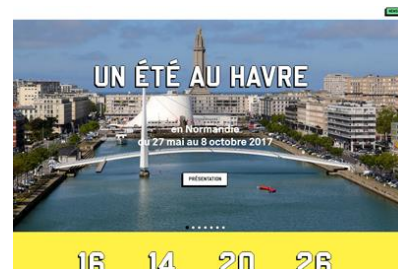 UN ÉTÉ AU HAVRE
en Normandie
du 27 mai au 8 octobre 2017
PRÉSENTATION
16 14 20 26